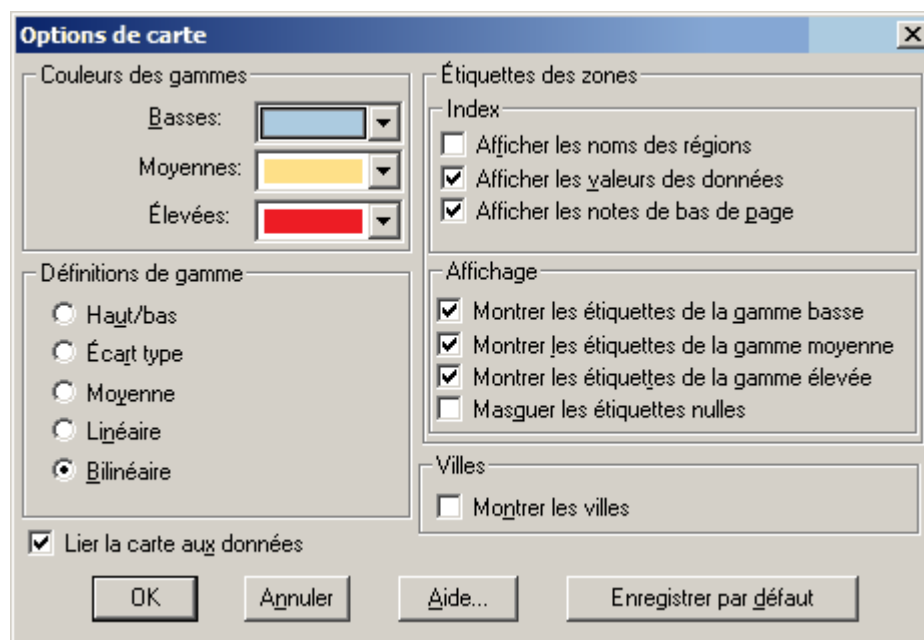 Options de carte
Couleurs des gammes
Basses:
Moyennes:
Élevées:
Définitions de gamme
Haut/bas
Écart type
Moyenne
Linéaire
Bilinéaire
Lier la carte aux données
Étiquettes des zones
Index
Afficher les noms des régions
Afficher les valeurs des données
Afficher les notes de bas de page
Affichage
Montrer les étiquettes de la gamme basse
Montrer les étiquettes de la gamme moyenne
Montrer les étiquettes de la gamme élevée
Masquer les étiquettes nulles
Villes
Montrer les villes
OK
Annuler
Aide...
Enregistrer par défaut